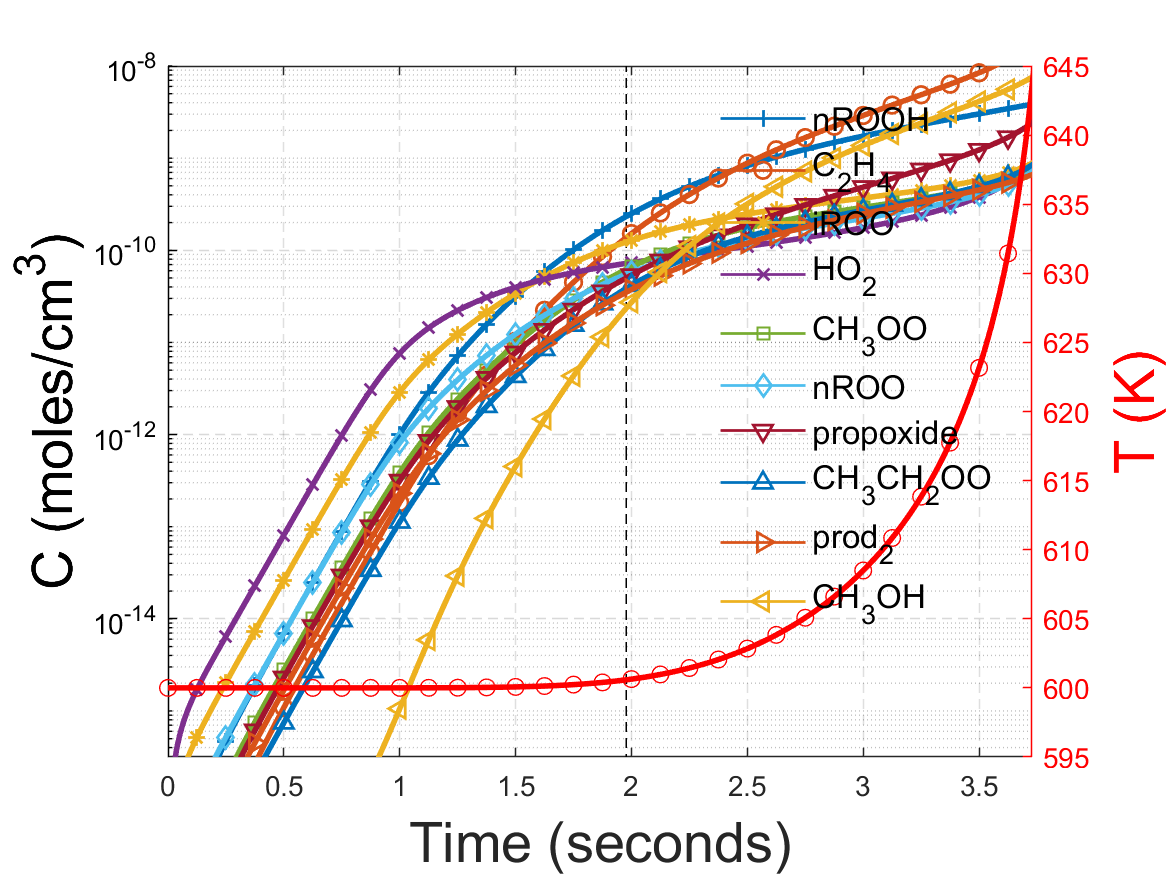 C (moles/cm³)
10⁻⁸
10⁻¹⁰
10⁻¹²
10⁻¹⁴
nROOH
C₂H₄
iROO
HO₂
CH₃OO
nROO
propoxide
CH₃CH₂OO
prod₂
CH₃OH
645
640
635
630
625
620
615
610
605
600
595
T (K)
0 0.5 1 1.5 2 2.5 3 3.5
Time (seconds)